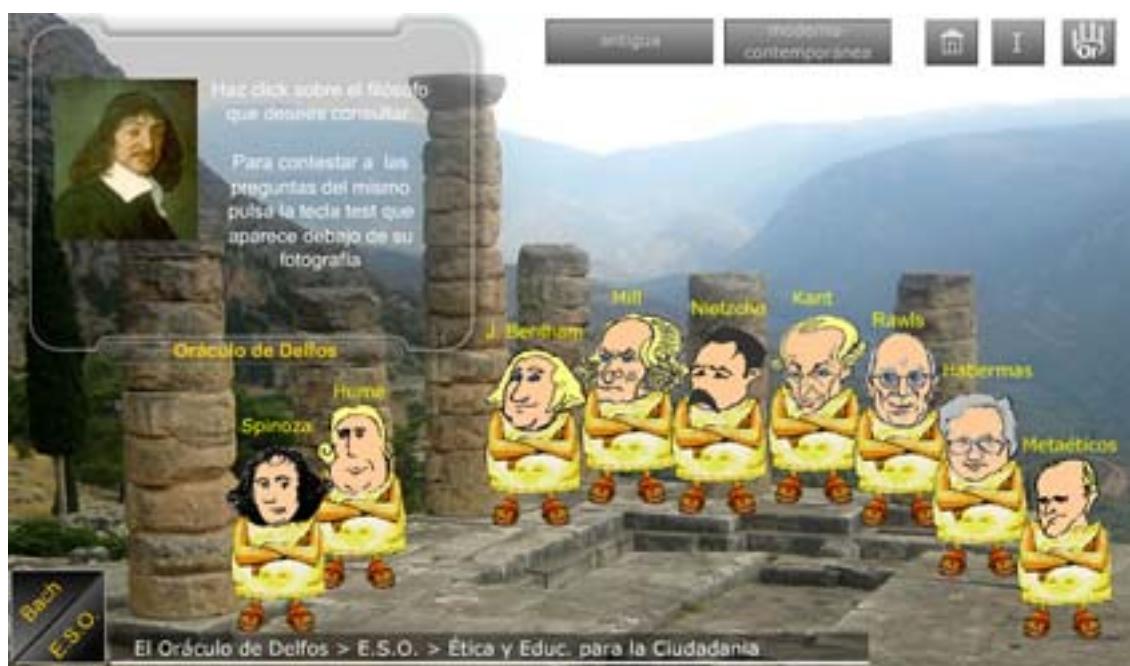 antigua
moderna-
contemporánea
I
Or
Haz click sobre el filósofo
que desees consultar.
Para contestar a las
preguntas del mismo
pulsa la tecla test que
aparece debajo de su
fotografía
Oráculo de Delfos
Spinoza
Hume
J. Bentham
Mill
Nietzche
Kant
Rawls
Habermas
Metaéticos
Bach
E.S.O.
El Oráculo de Delfos > E.S.O. > Ética y Educ. para la Ciudadania